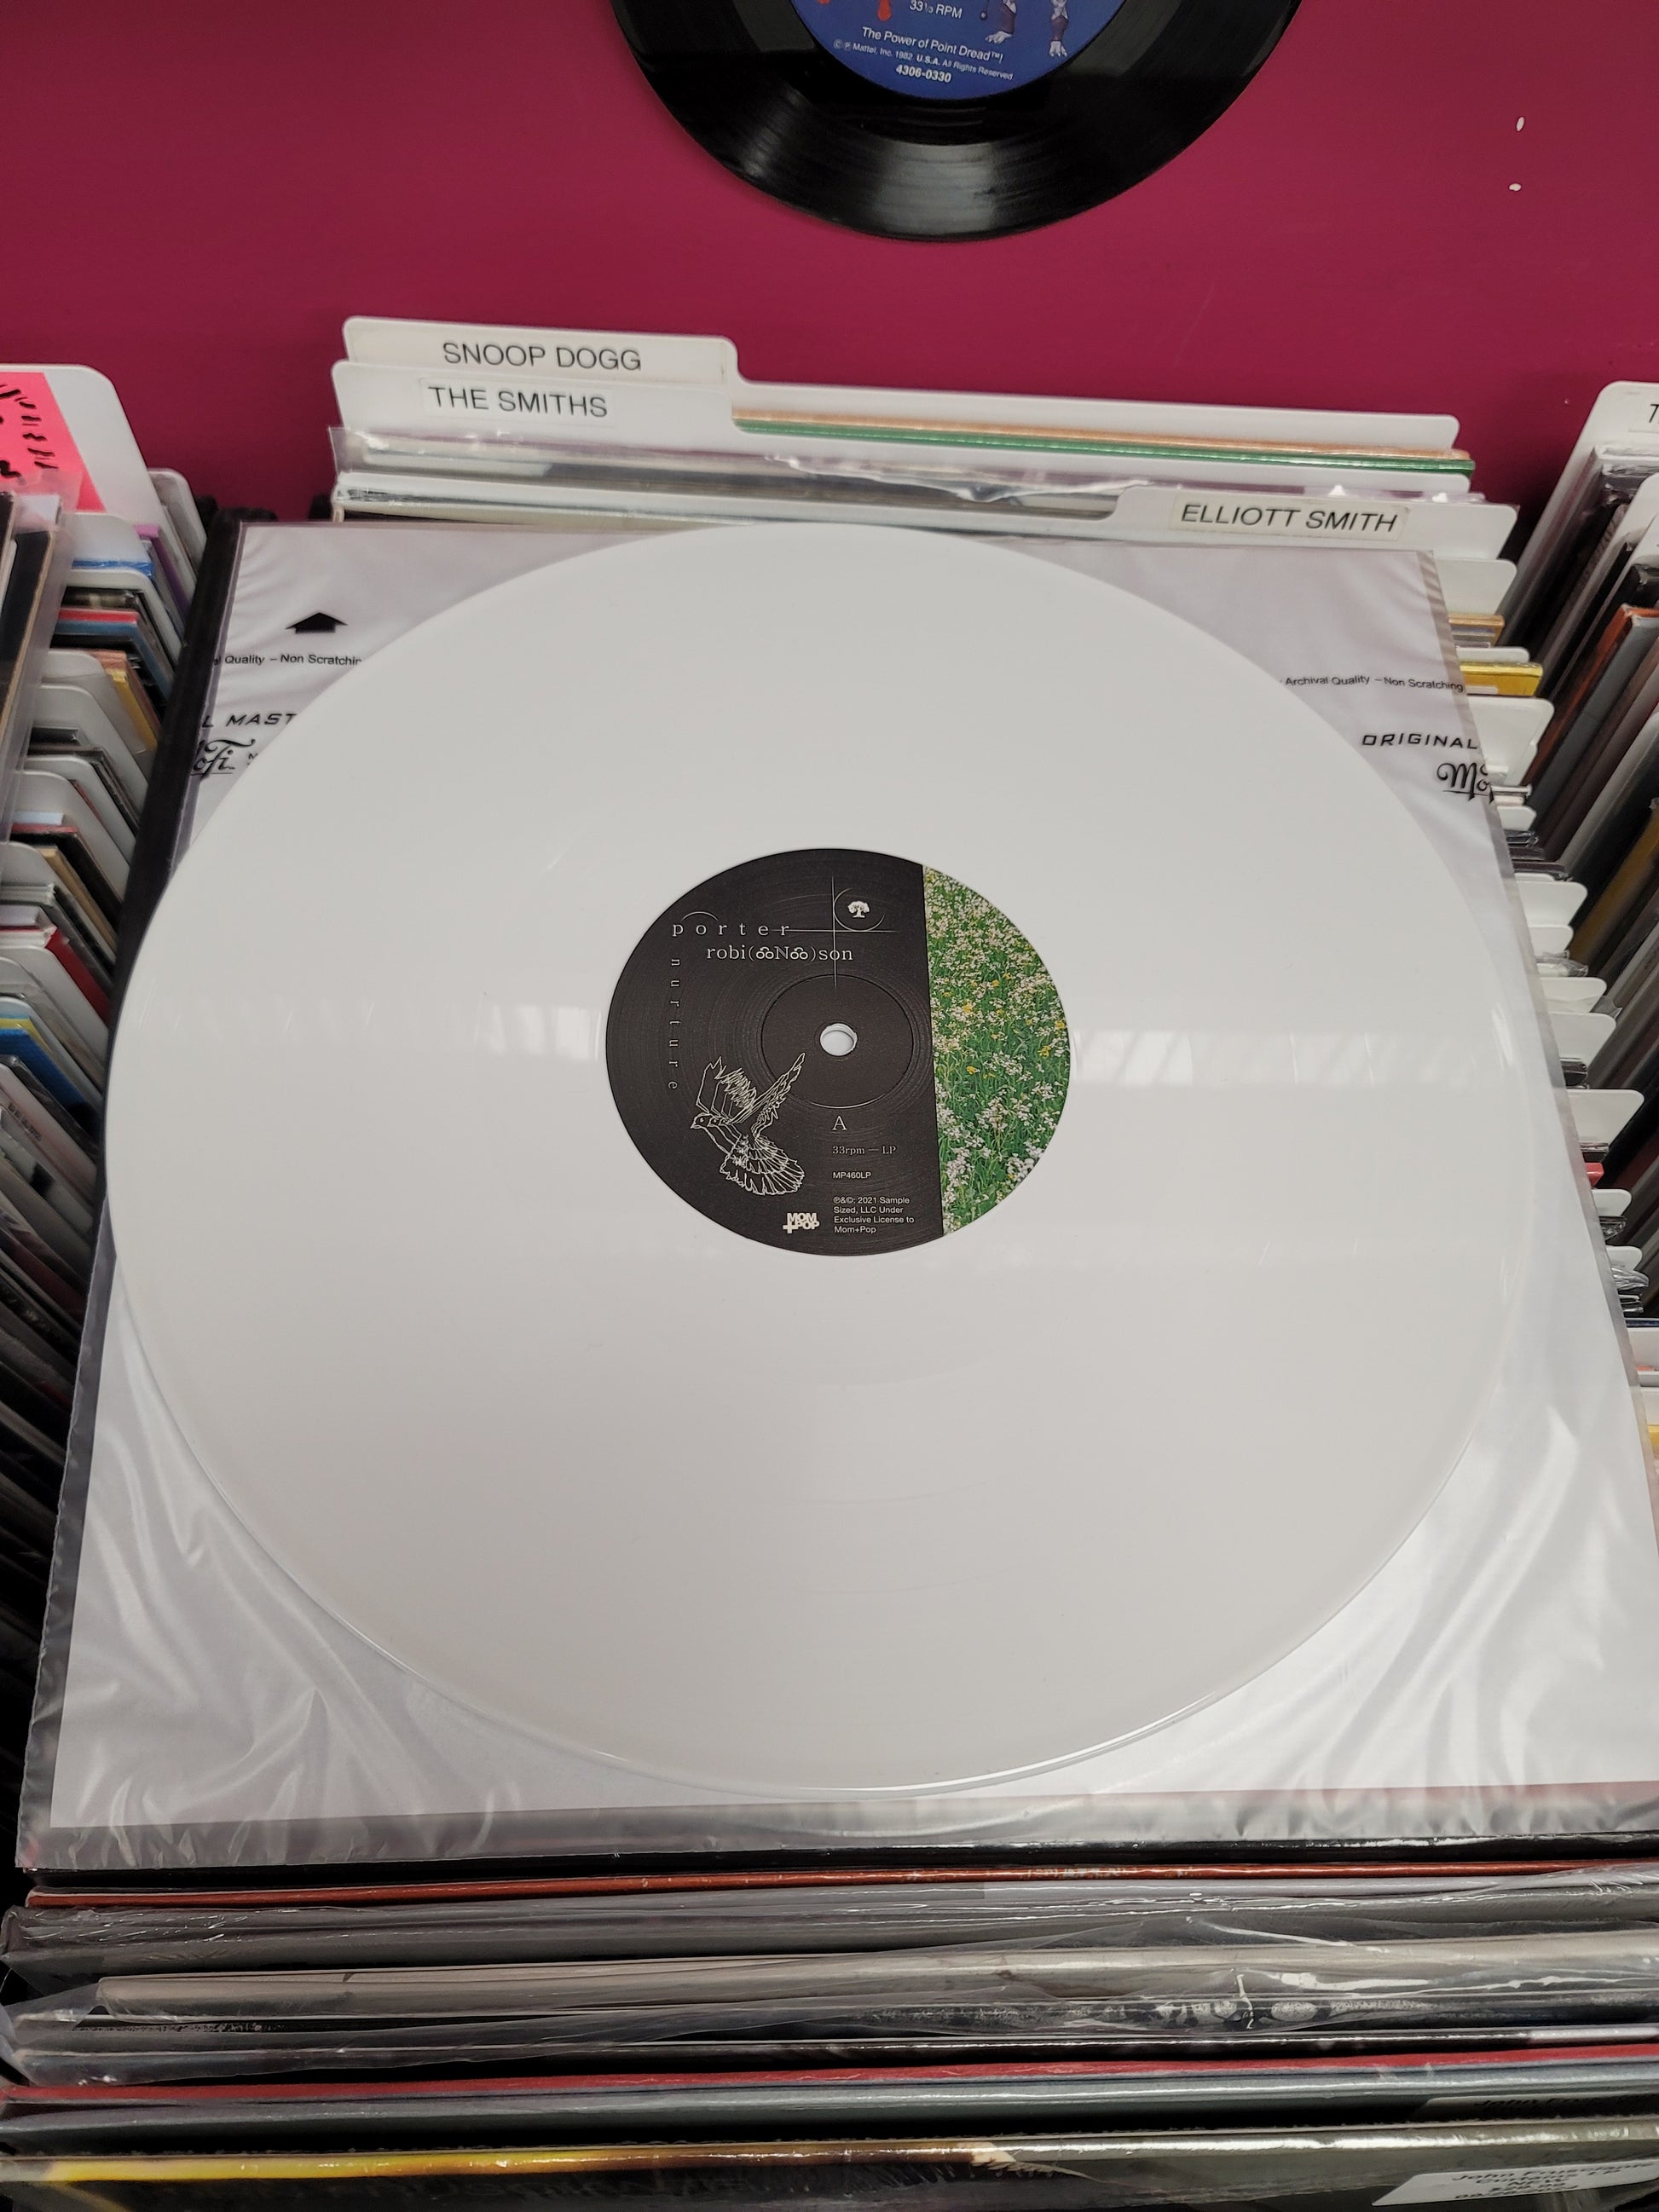 33⅓ RPM
The Power of Point Dread™!
©℗ Mattel, Inc. 1982. U.S.A. All Rights Reserved
4306-0330
SNOOP DOGG
THE SMITHS
ELLIOTT SMITH
Quality – Non Scratching
Archival Quality – Non Scratching
L MAST
ORIGINAL
porter
robi(ొNొ)son
nurture
A
33rpm — LP
MP460LP
℗&©; 2021 Sample
Sized, LLC Under
Exclusive License to
Mom+Pop
MOM
+POP